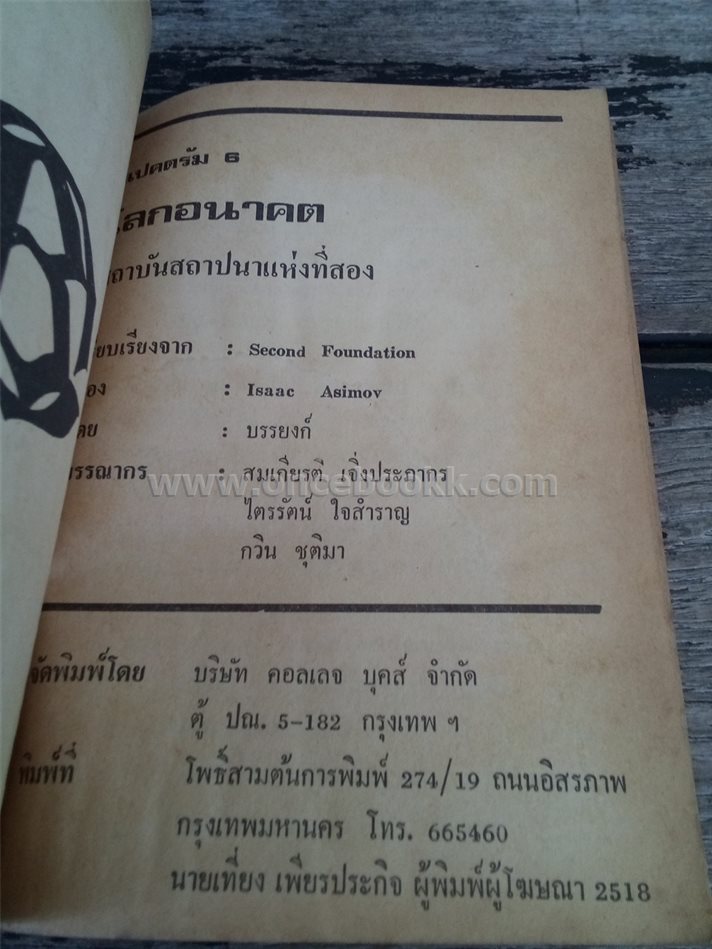 เปคตรัม 6
โลกอนาคต
สถาบันสถาปนาแห่งที่สอง
เรียบเรียงจาก : Second Foundation
ของ : Isaac Asimov
โดย : บรรยงก์
บรรณากร : สมเกียรติ เจิ่งประภากร
www.officebookk.com
ไตรรัตน์ ใจสำราญ
กวิน ชุติมา
จัดพิมพ์โดย บริษัท คอลเลจ บุคส์ จำกัด
ตู้ ปณ. 5-182 กรุงเทพ ฯ
พิมพ์ที่ โพธิ์สามต้นการพิมพ์ 274/19 ถนนอิสรภาพ
กรุงเทพมหานคร โทร. 665460
นายเที่ยง เพียรประกิจ ผู้พิมพ์ผู้โฆษณา 2518